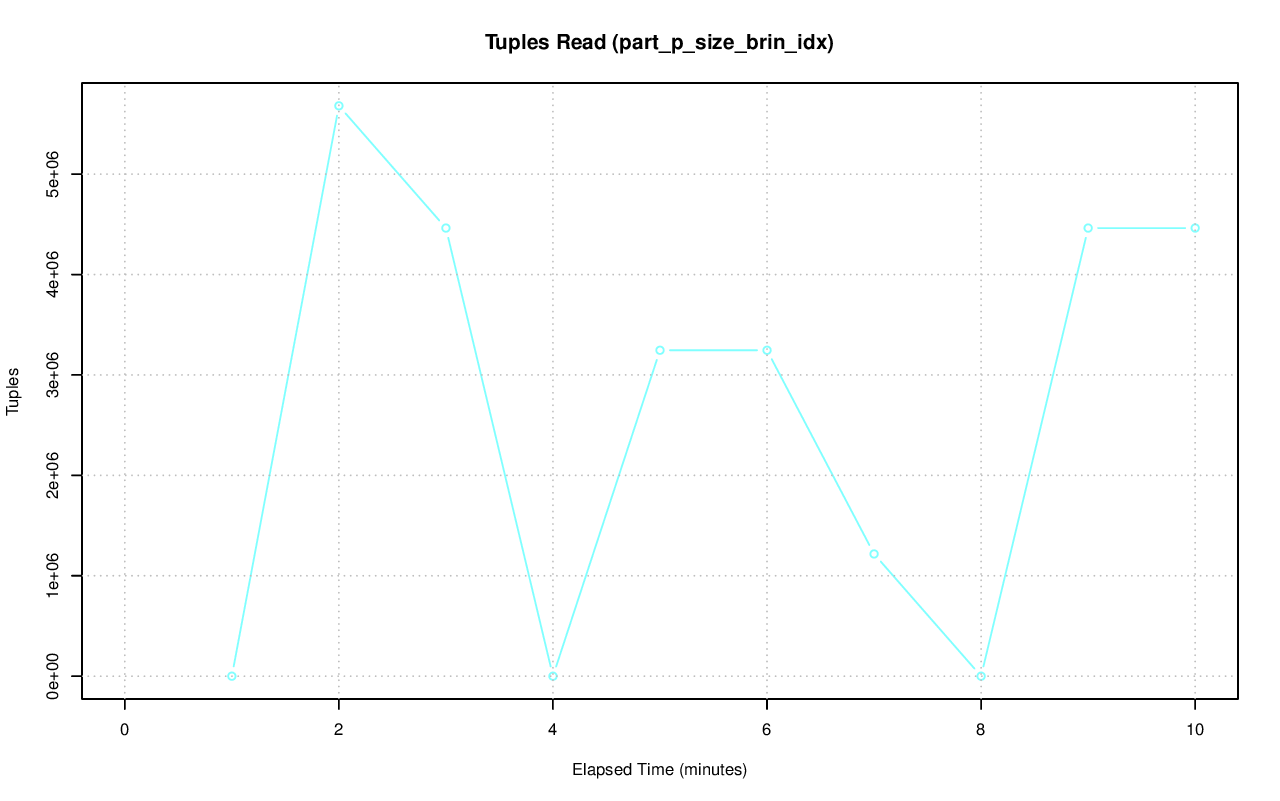 Tuples Read (part_p_size_brin_idx)
5e+06
4e+06
3e+06
2e+06
1e+06
0e+00
Tuples
0 2 4 6 8 10
Elapsed Time (minutes)